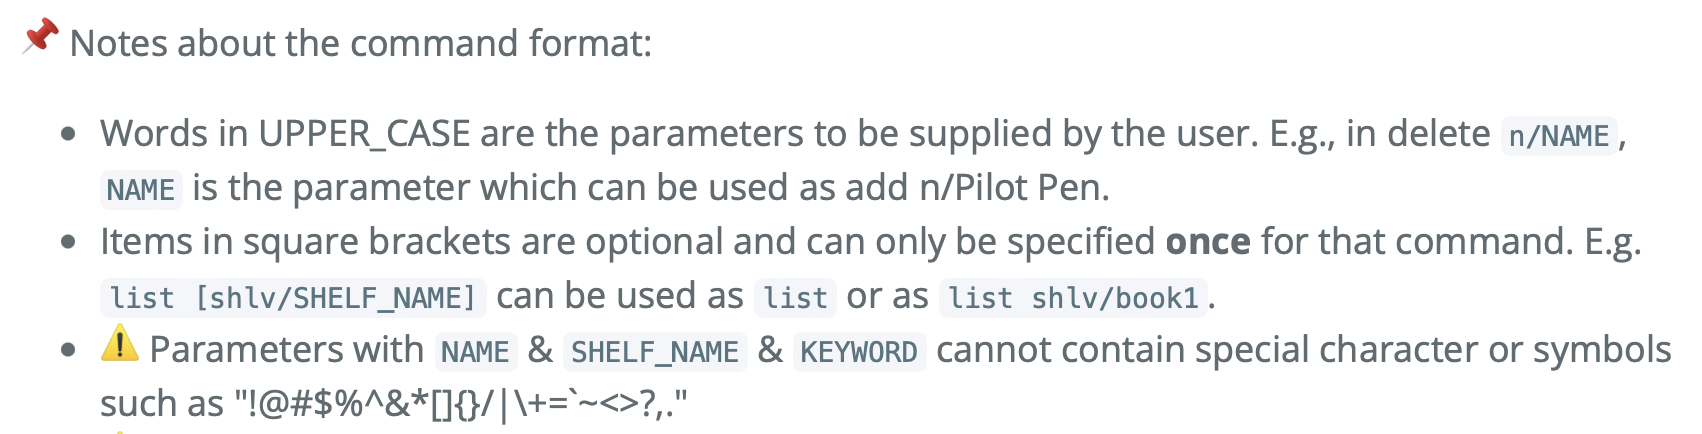 📌 Notes about the command format:
• Words in UPPER_CASE are the parameters to be supplied by the user. E.g., in delete n/NAME,
NAME is the parameter which can be used as add n/Pilot Pen.
• Items in square brackets are optional and can only be specified once for that command. E.g.
list [shlv/SHELF_NAME] can be used as list or as list shlv/book1.
• ⚠️ Parameters with NAME & SHELF_NAME & KEYWORD cannot contain special character or symbols
such as "!@#$%^&*[]{}/|\+=`~<>?,."